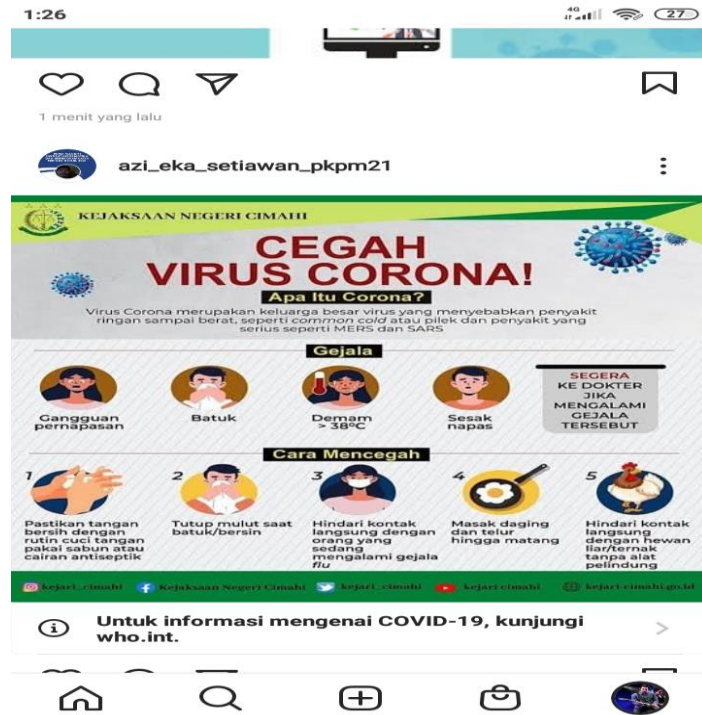 1:26
4G
27
1 menit yang lalu
azi_eka_setiawan_pkpm21
KEJAKSAAN NEGERI CIMAHI
CEGAH
VIRUS CORONA!
Apa Itu Corona?
Virus Corona merupakan keluarga besar virus yang menyebabkan penyakit
ringan sampai berat, seperti common cold atau pilek dan penyakit yang
serius seperti MERS dan SARS
Gejala
Gangguan
pernapasan
Batuk
Demam
> 38°C
Sesak
napas
SEGERA
KE DOKTER
JIKA
MENGALAMI
GEJALA
TERSEBUT
Cara Mencegah
1
Pastikan tangan
bersih dengan
rutin cuci tangan
pakai sabun atau
cairan antiseptik
2
Tutup mulut saat
batuk/bersin
3
Hindari kontak
langsung dengan
orang yang
sedang
mengalami gejala
flu
4
Masak daging
dan telur
hingga matang
5
Hindari kontak
langsung
dengan hewan
liar/ternak
tanpa alat
pelindung
kejari_cimahi Kejaksaan Negeri Cimahi kejari_cimahi kejari cimahi kejari-cimahi.go.id
Untuk informasi mengenai COVID-19, kunjungi
who.int.